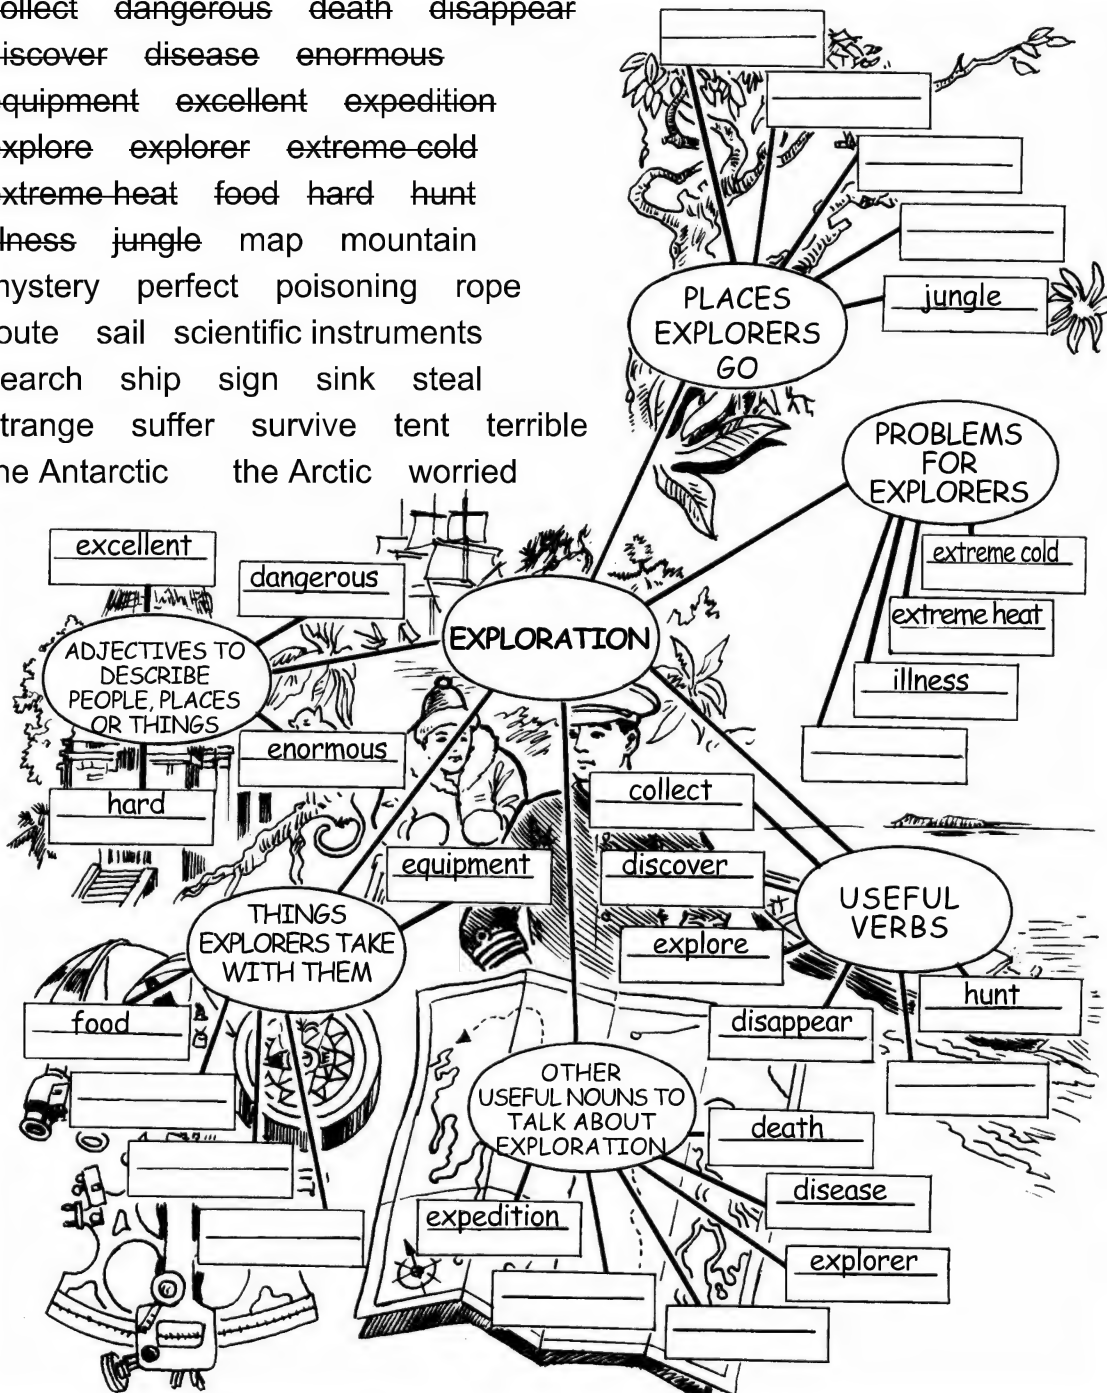 ollect dangerous death disappear
iscover disease enormous
quipment excellent expedition
xplore explorer extreme cold
xtreme heat food hard hunt
lness jungle map mountain
nystery perfect poisoning rope
oute sail scientific instruments
earch ship sign sink steal
trange suffer survive tent terrible
he Antarctic the Arctic worried
PLACES
EXPLORERS
GO
jungle
PROBLEMS
FOR
EXPLORERS
extreme cold
extreme heat
illness
excellent
dangerous
ADJECTIVES TO
DESCRIBE
PEOPLE, PLACES
OR THINGS
enormous
hard
EXPLORATION
collect
discover
explore
USEFUL
VERBS
disappear
hunt
equipment
THINGS
EXPLORERS TAKE
WITH THEM
food
OTHER
USEFUL NOUNS TO
TALK ABOUT
EXPLORATION
death
disease
explorer
expedition